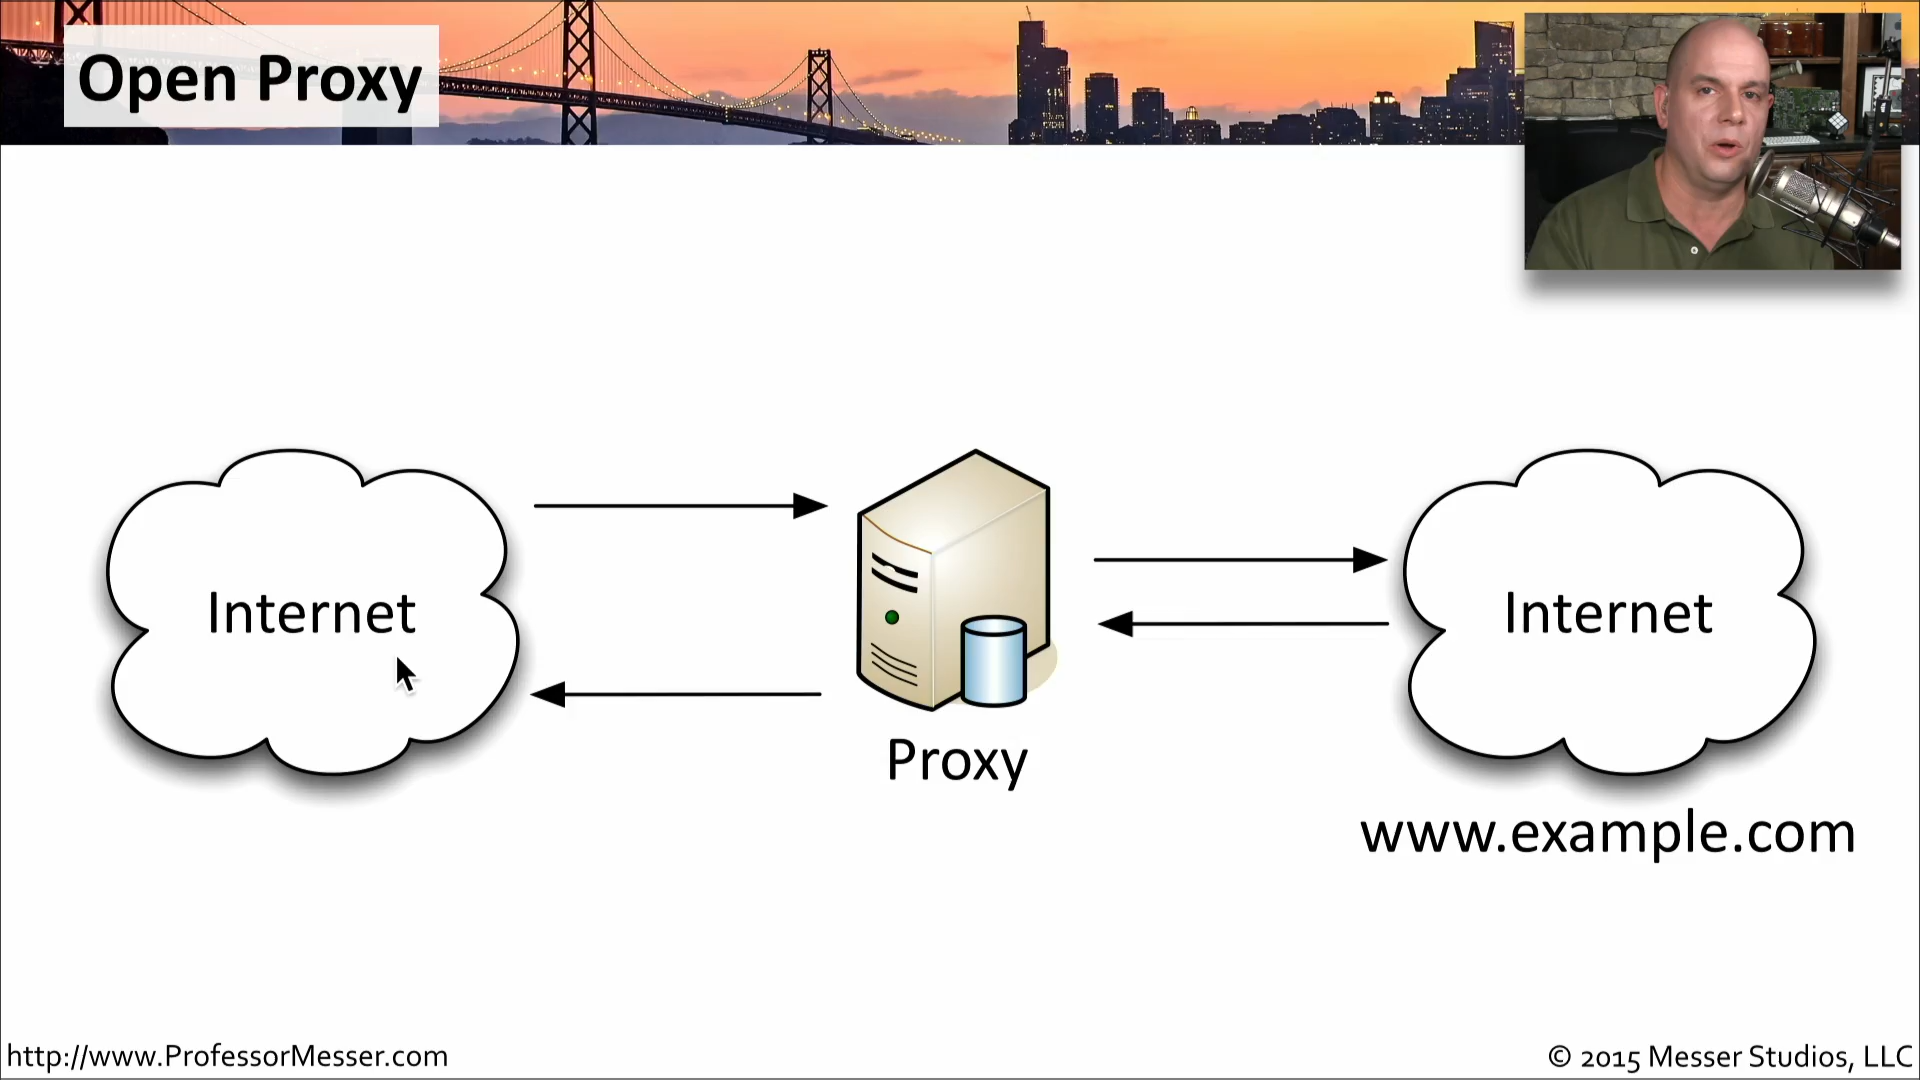 Open Proxy
Internet
Proxy
Internet
www.example.com
http://www.ProfessorMesser.com
© 2015 Messer Studios, LLC